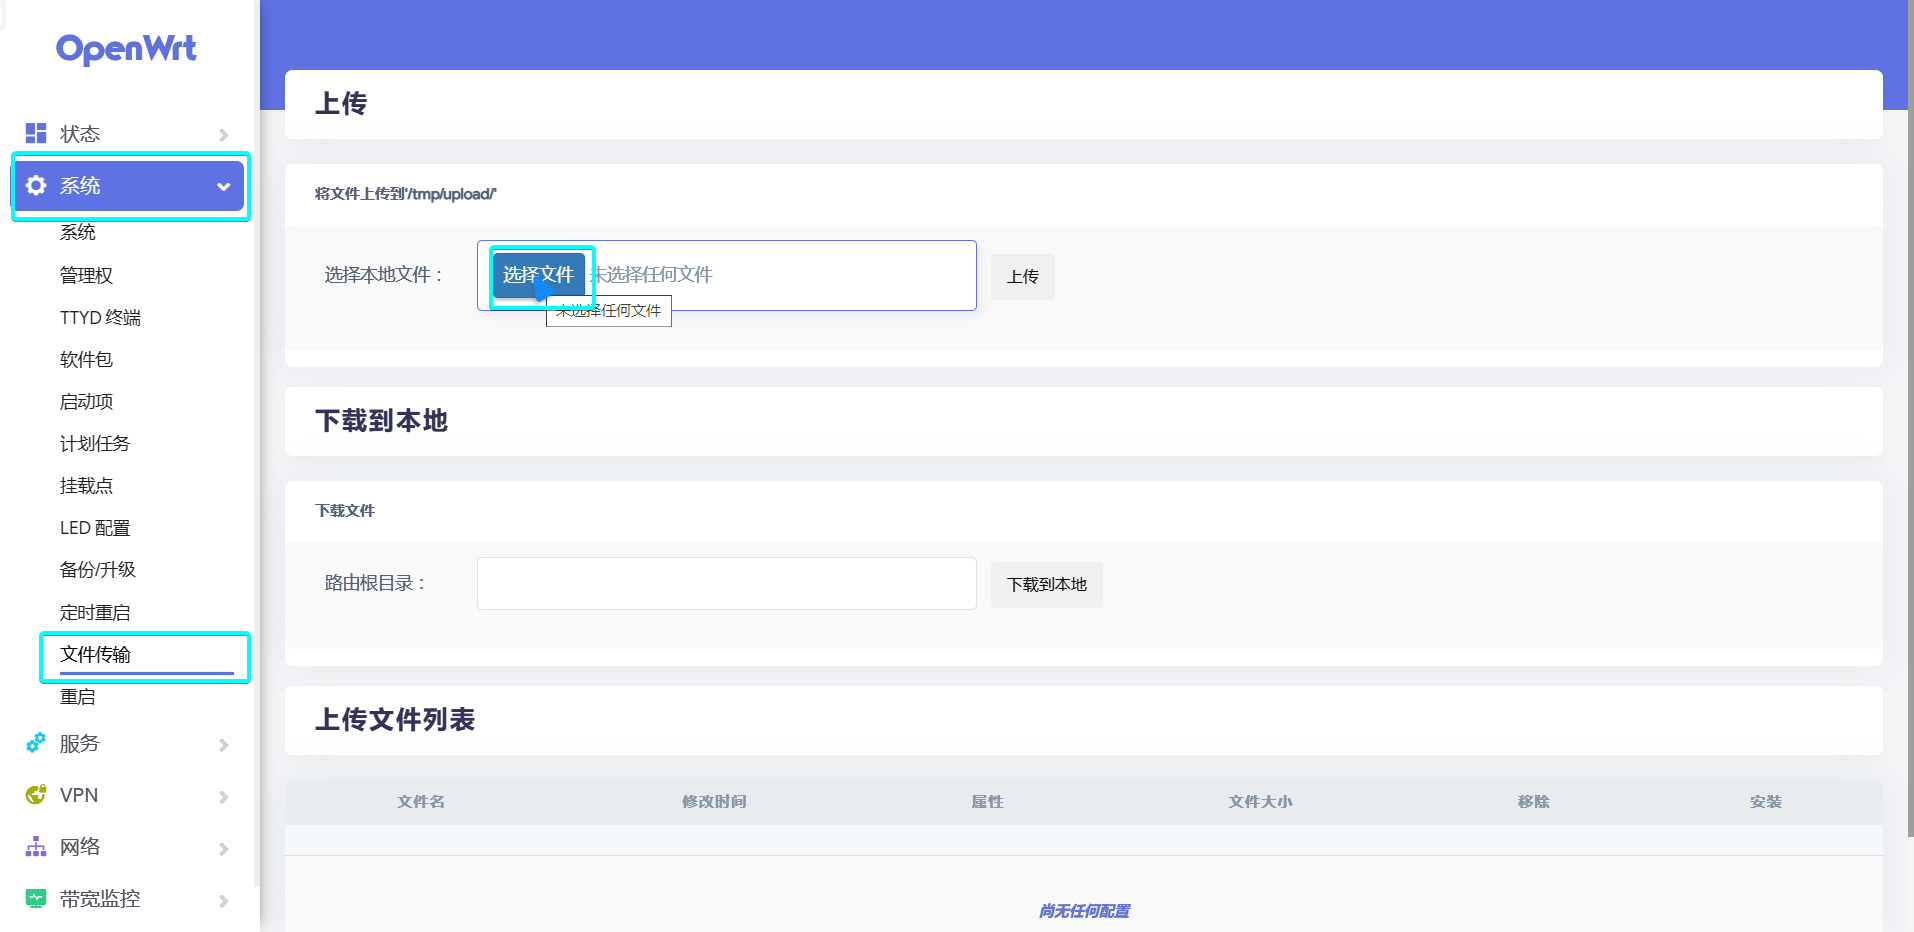 OpenWrt
状态
系统
系统
管理权
TTYD 终端
软件包
启动项
计划任务
挂载点
LED 配置
备份/升级
定时重启
文件传输
重启
服务
VPN
网络
带宽监控
上传
将文件上传到'/tmp/upload/'
选择本地文件：
选择文件 未选择任何文件
上传
未选择任何文件
下载到本地
下载文件
路由根目录：
下载到本地
上传文件列表
文件名 修改时间 属性 文件大小 移除 安装
尚无任何配置